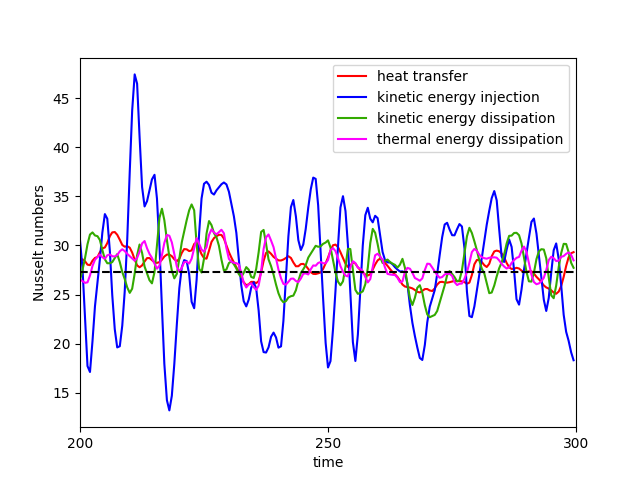 heat transfer
kinetic energy injection
kinetic energy dissipation
thermal energy dissipation
45
40
35
30
25
20
15
Nusselt numbers
200
250
300
time